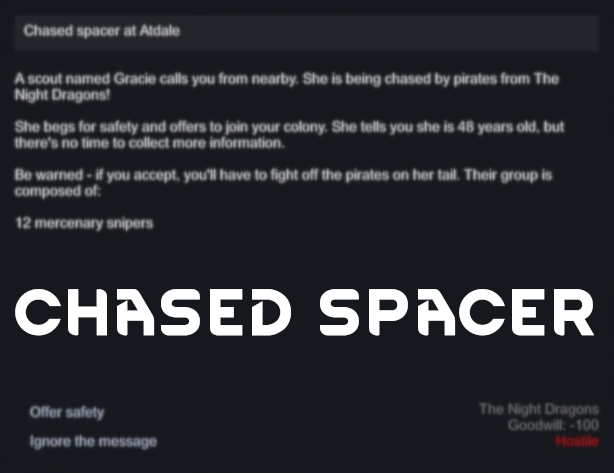 Chased spacer at Atdale
A scout named Gracie calls you from nearby. She is being chased by pirates from The
Night Dragons!
She begs for safety and offers to join your colony. She tells you she is 48 years old, but
there's no time to collect more information.
Be warned - if you accept, you'll have to fight off the pirates on her tail. Their group is
composed of:
12 mercenary snipers
CHASED SPACER
Offer safety
Ignore the message
The Night Dragons
Goodwill: -100
Hostile